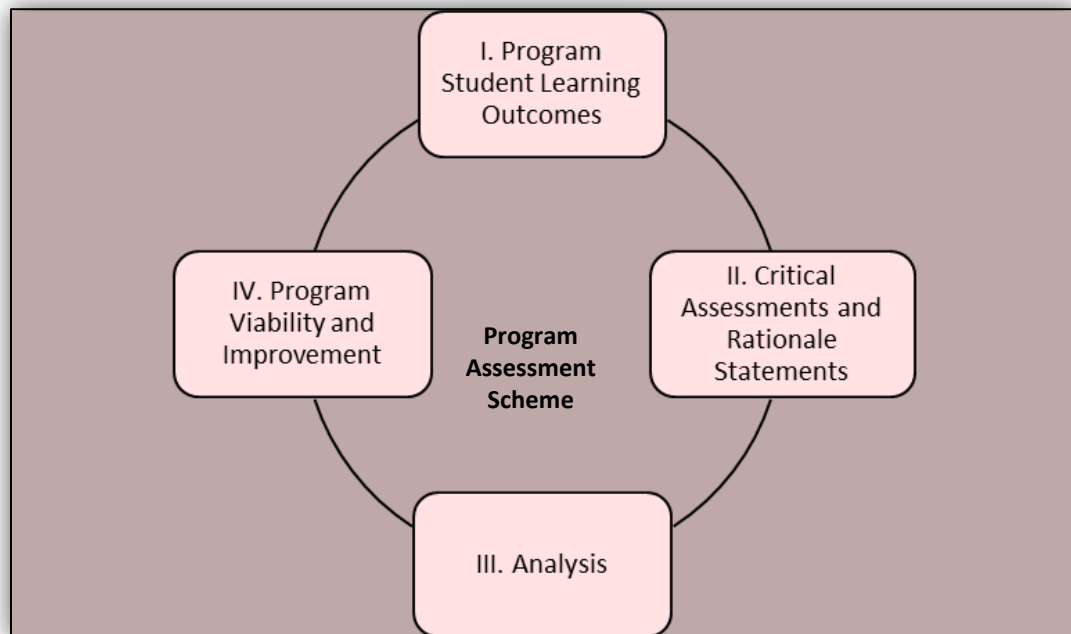 I. Program
Student Learning
Outcomes
IV. Program
Viability and
Improvement
Program
Assessment
Scheme
II. Critical
Assessments and
Rationale
Statements
III. Analysis